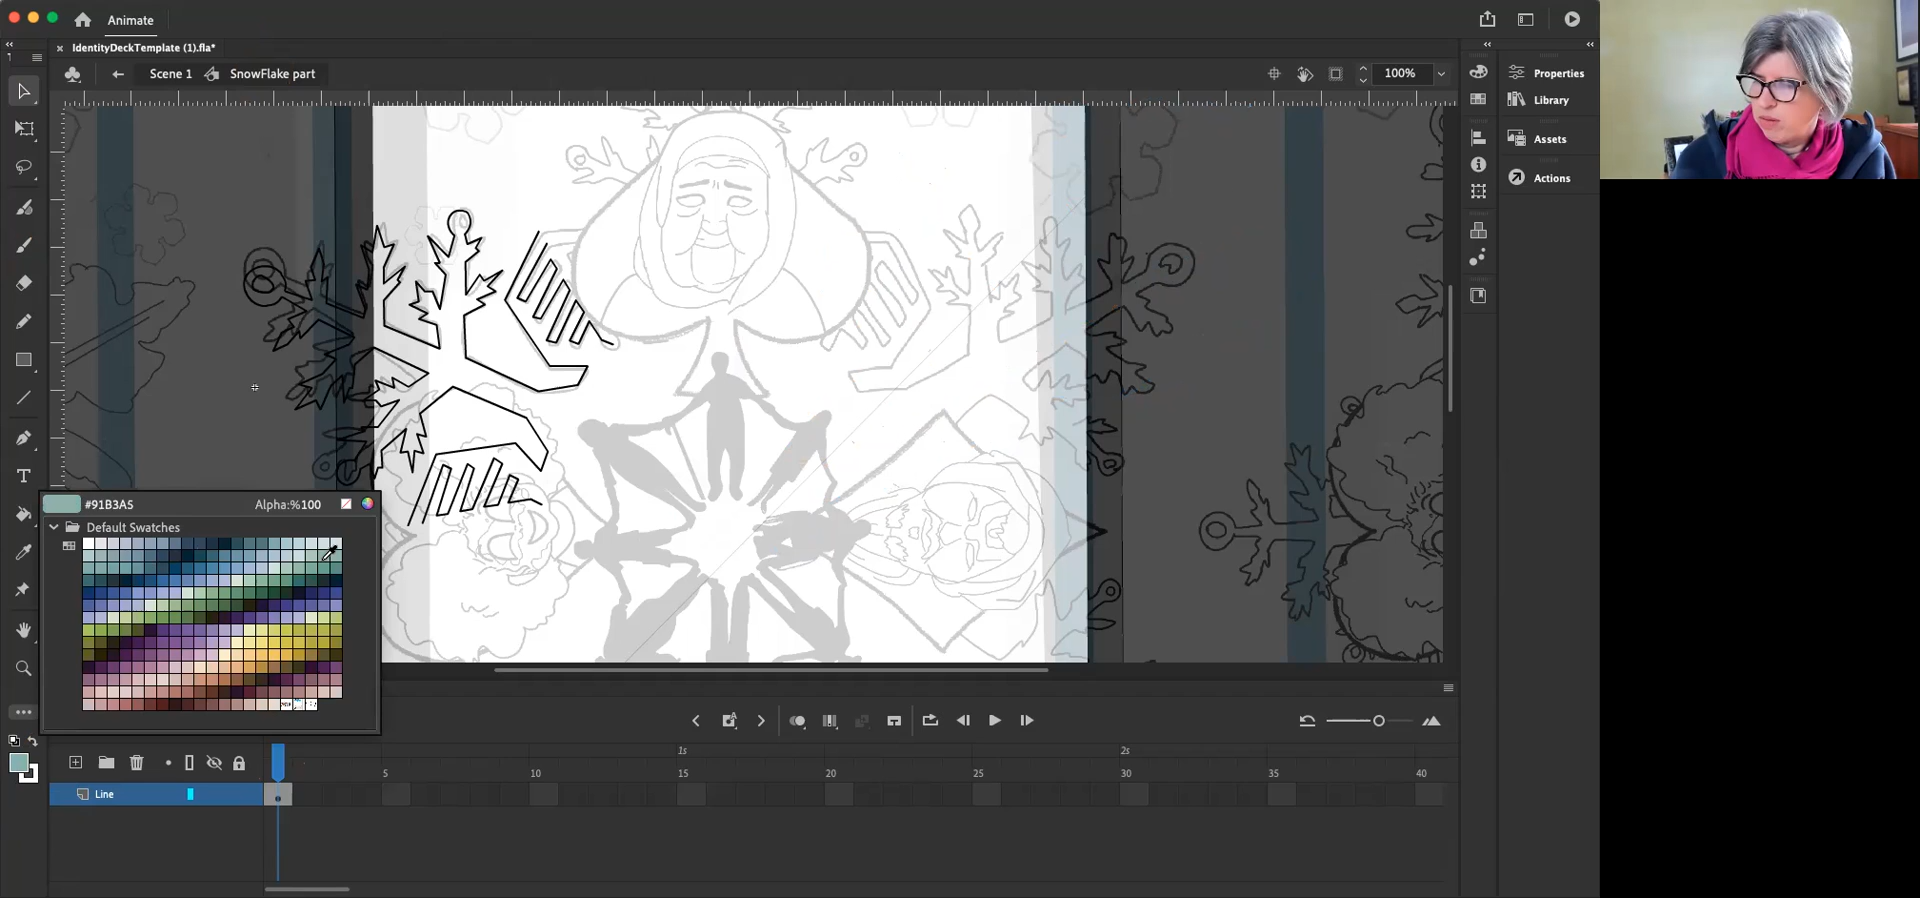 Animate
IdentityDeckTemplate (1).fla*
Scene 1
SnowFlake part
100%
Properties
Library
Assets
Actions
#91B3A5
Alpha:%100
Default Swatches
1s
2s
5
10
15
20
25
30
35
40
Line